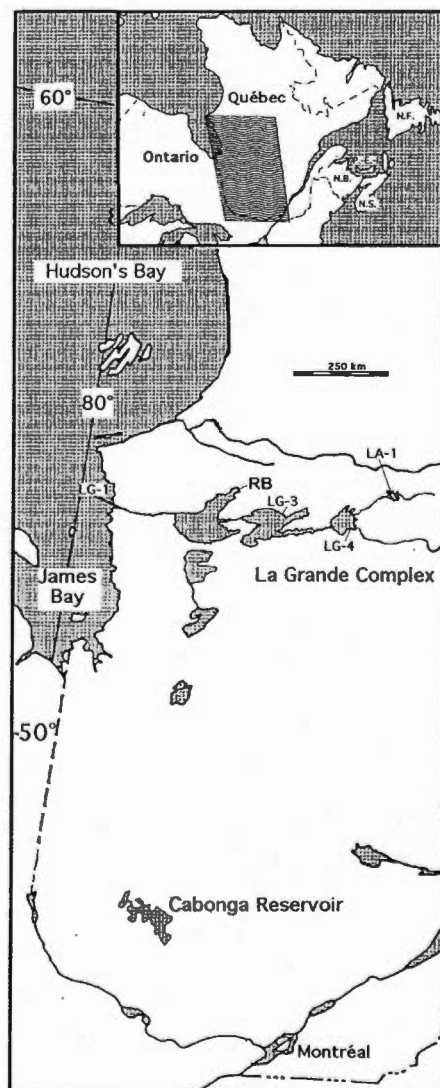 60°
Québec
N.F.
Ontario
N.B.
N.S.
Hudson's Bay
250 km
80°
LA-1
LG-1
RB
LG-3
LG-4
James
Bay
La Grande Complex
50°
Cabonga Reservoir
Montréal